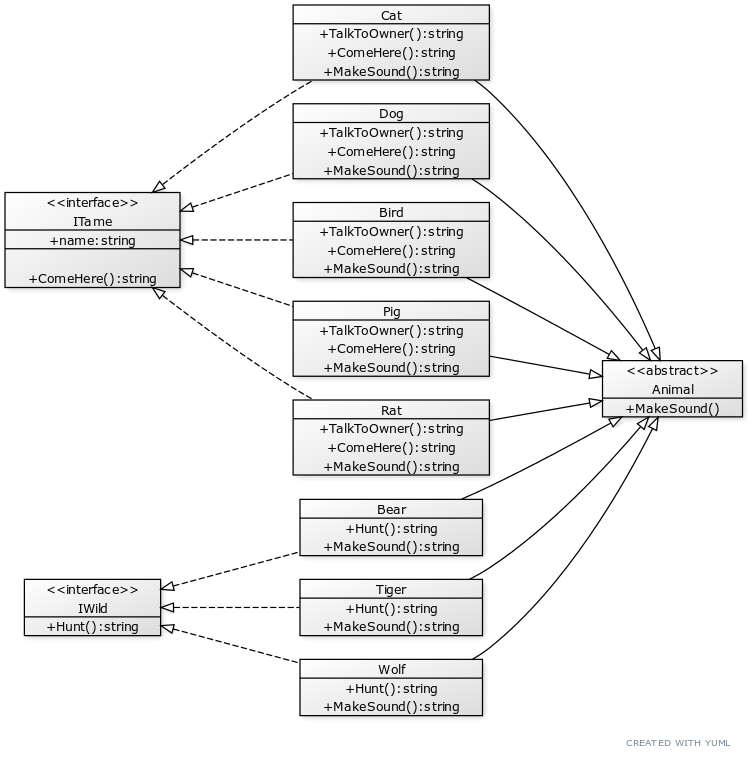 Cat
+TalkToOwner():string
+ComeHere():string
+MakeSound():string
Dog
+TalkToOwner():string
+ComeHere():string
+MakeSound():string
<<interface>>
ITame
+name:string
+ComeHere():string
Bird
+TalkToOwner():string
+ComeHere():string
+MakeSound():string
Pig
+TalkToOwner():string
+ComeHere():string
+MakeSound():string
<<abstract>>
Animal
+MakeSound()
Rat
+TalkToOwner():string
+ComeHere():string
+MakeSound():string
Bear
+Hunt():string
+MakeSound():string
<<interface>>
IWild
+Hunt():string
Tiger
+Hunt():string
+MakeSound():string
Wolf
+Hunt():string
+MakeSound():string
CREATED WITH YUML